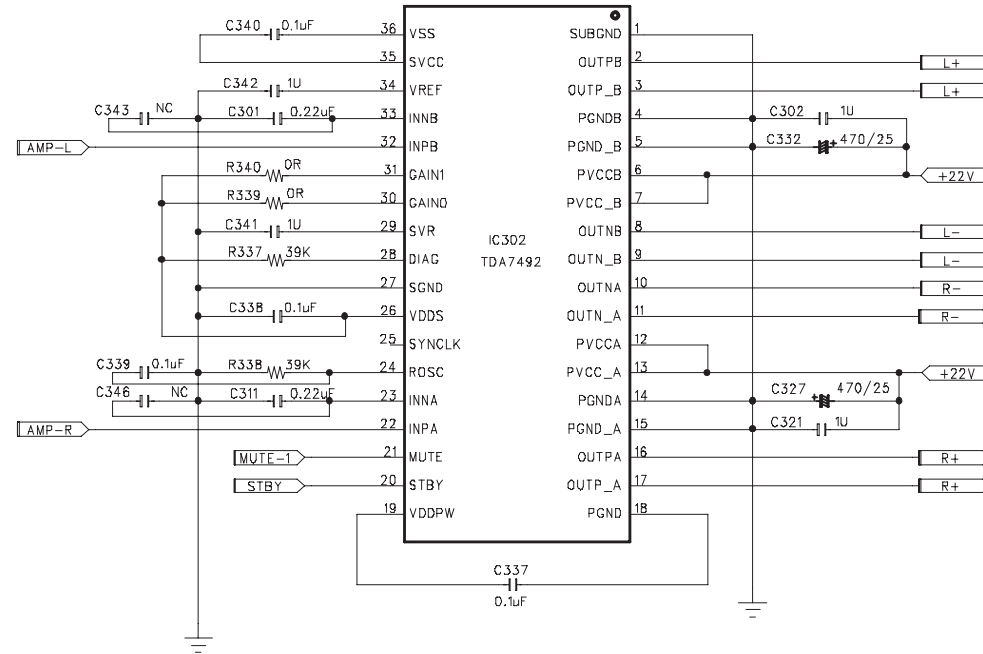 C340 0.1uF 36 VSS SUBGND 1
35 SVCC OUTPB 2 L+
C342 1U 34 VREF OUTP_B 3 L+
C343 NC C301 0.22uF 33 INNB PGNDB 4 C302 1U
AMP-L 32 INPB PGND_B 5 C332 + 470/25
R340 0R 31 GAIN1 PVCCB 6 +22V
R339 0R 30 GAIN0 PVCC_B 7
C341 1U 29 SVR OUTNB 8 L-
R337 39K 28 DIAG OUTN_B 9 L-
27 SGND OUTNA 10 R-
C338 0.1uF 26 VDDS OUTN_A 11 R-
25 SYNCLK PVCCA 12
C339 0.1uF R338 39K 24 ROSC PVCC_A 13 +22V
C346 NC C311 0.22uF 23 INNA PGNDA 14 C327 + 470/25
AMP-R 22 INPA PGND_A 15 C321 1U
MUTE-1 21 MUTE OUTPA 16 R+
STBY 20 STBY OUTP_A 17 R+
19 VDDPW PGND 18
IC302
TDA7492
C337
0.1uF